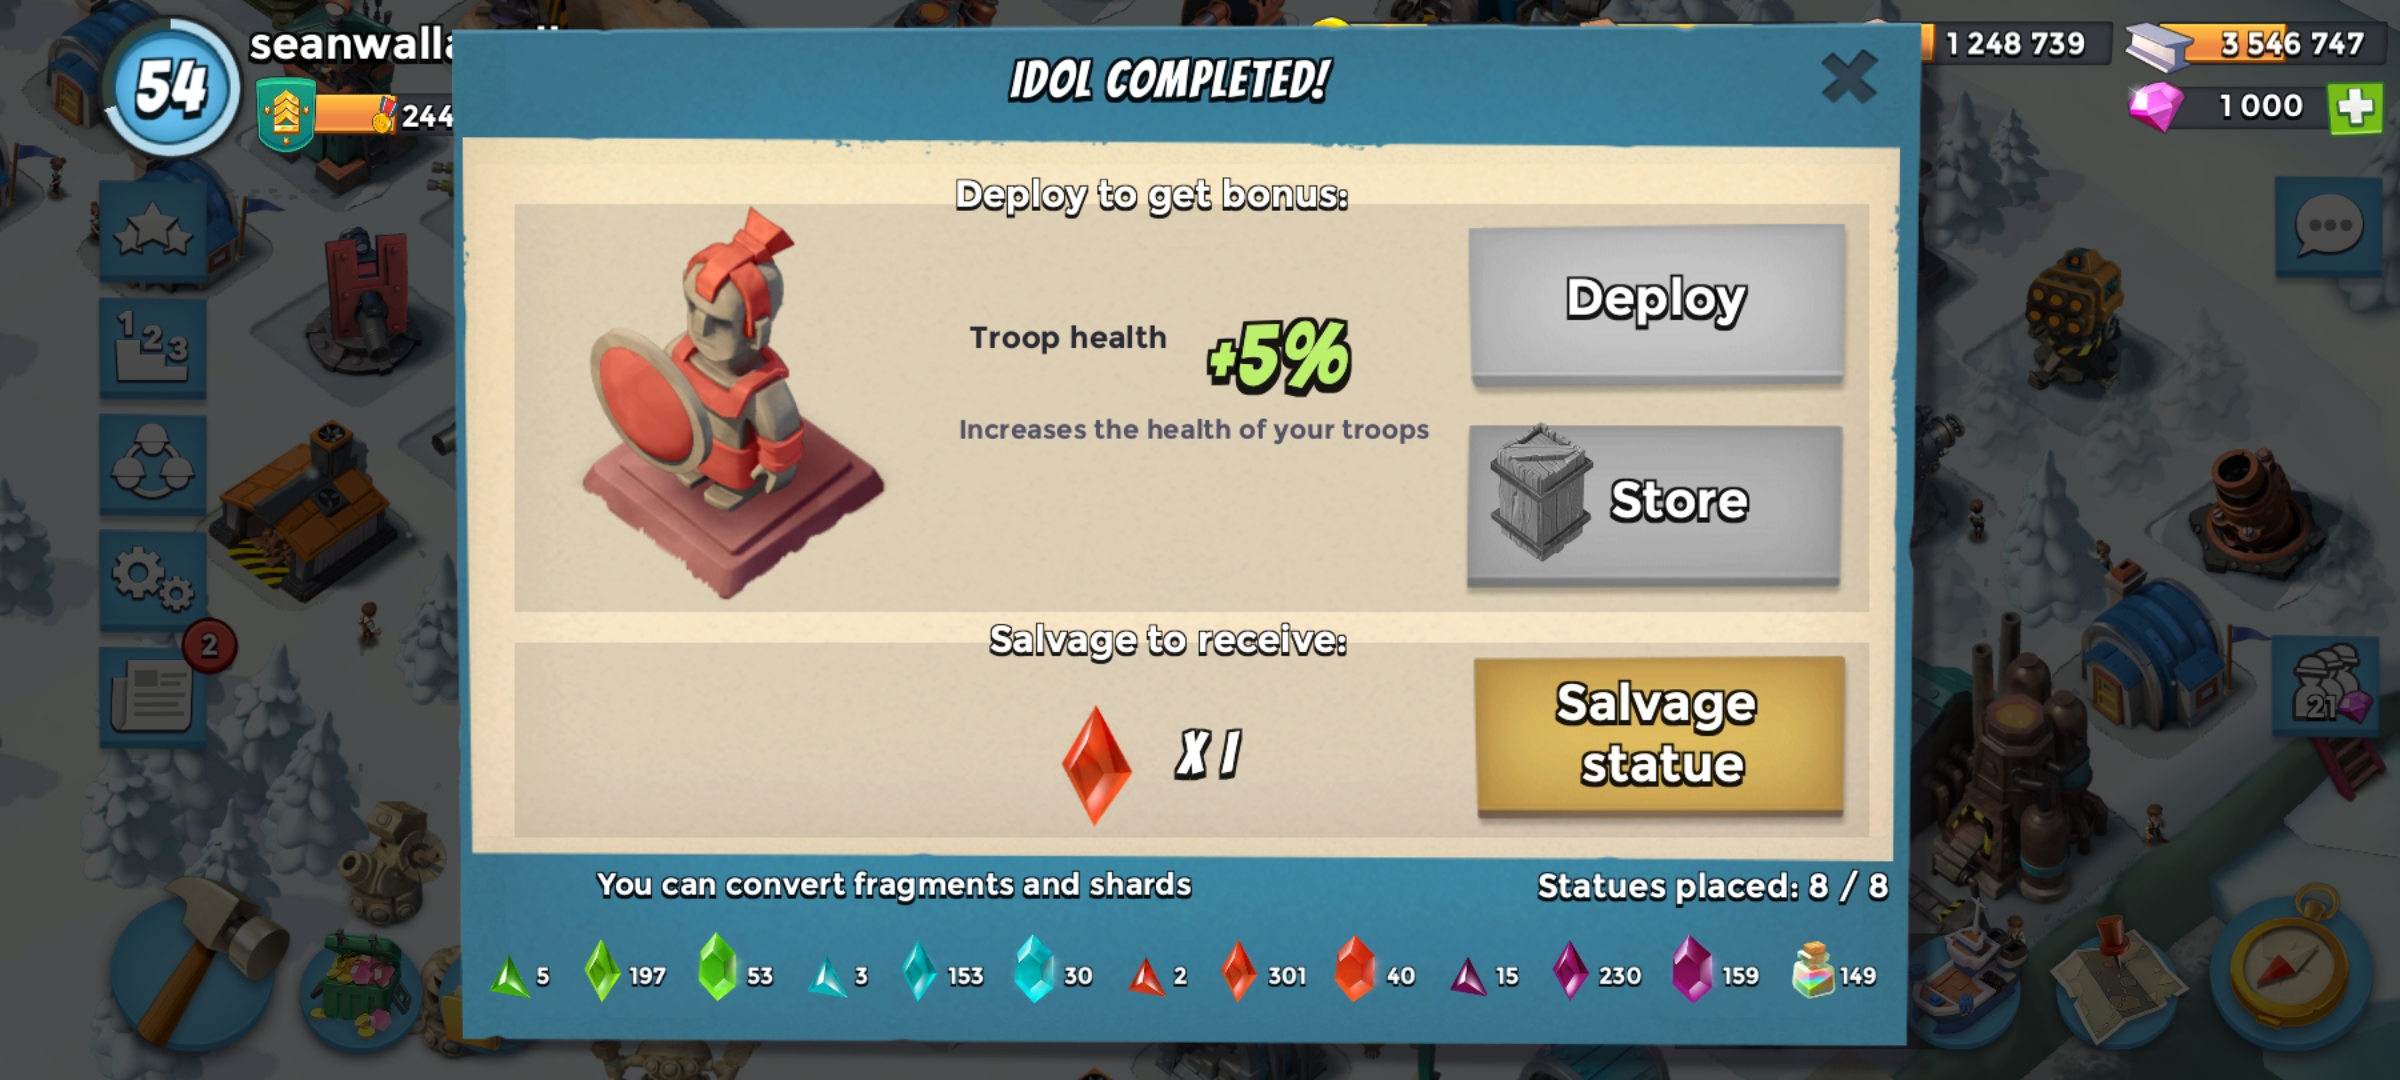 54
244
1 248 739
3 546 747
1 000
IDOL COMPLETED!
Deploy to get bonus:
Troop health +5%
Increases the health of your troops
Deploy
Store
1 2 3
2
Salvage to receive:
X 1
Salvage
statue
21
You can convert fragments and shards
Statues placed: 8 / 8
5 197 53 3 153 30 2 301 40 15 230 159 149